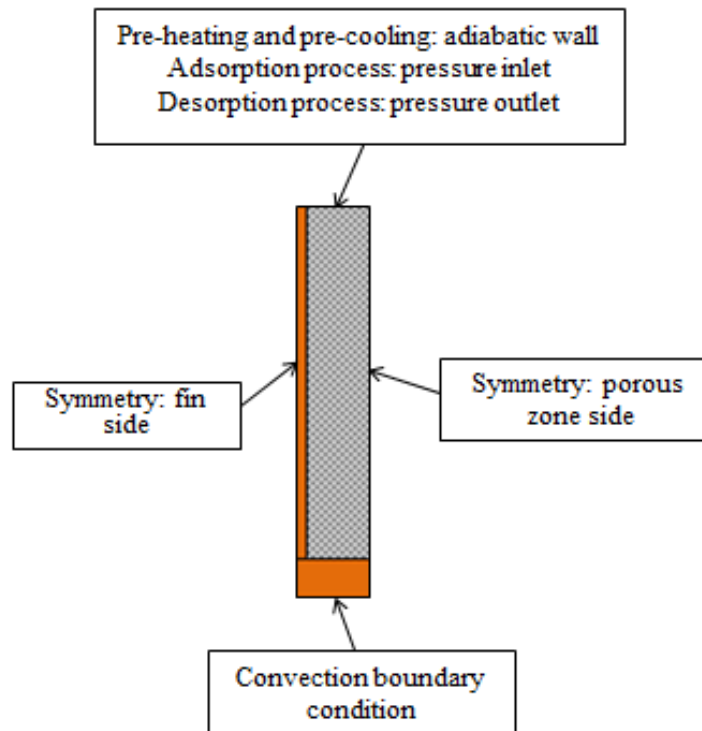 Pre-heating and pre-cooling: adiabatic wall
Adsorption process: pressure inlet
Desorption process: pressure outlet
Symmetry: fin
side
Symmetry: porous
zone side
Convection boundary
condition